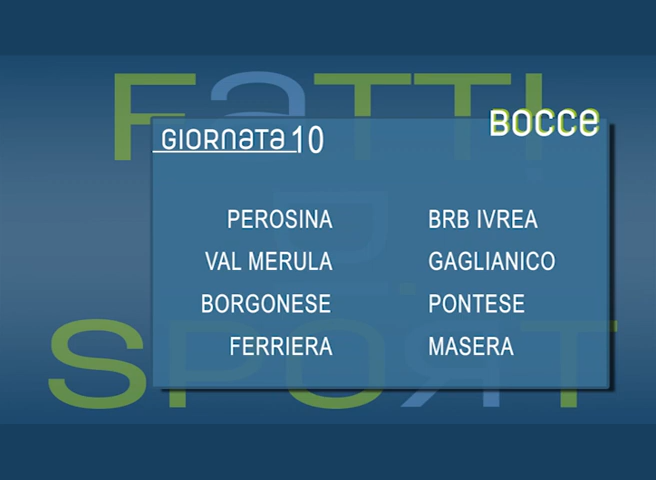 FaTTI
BOCCE
GIORNATA 10
PEROSINA BRB IVREA
VAL MERULA GAGLIANICO
BORGONESE PONTESE
FERRIERA MASERA
SPORT